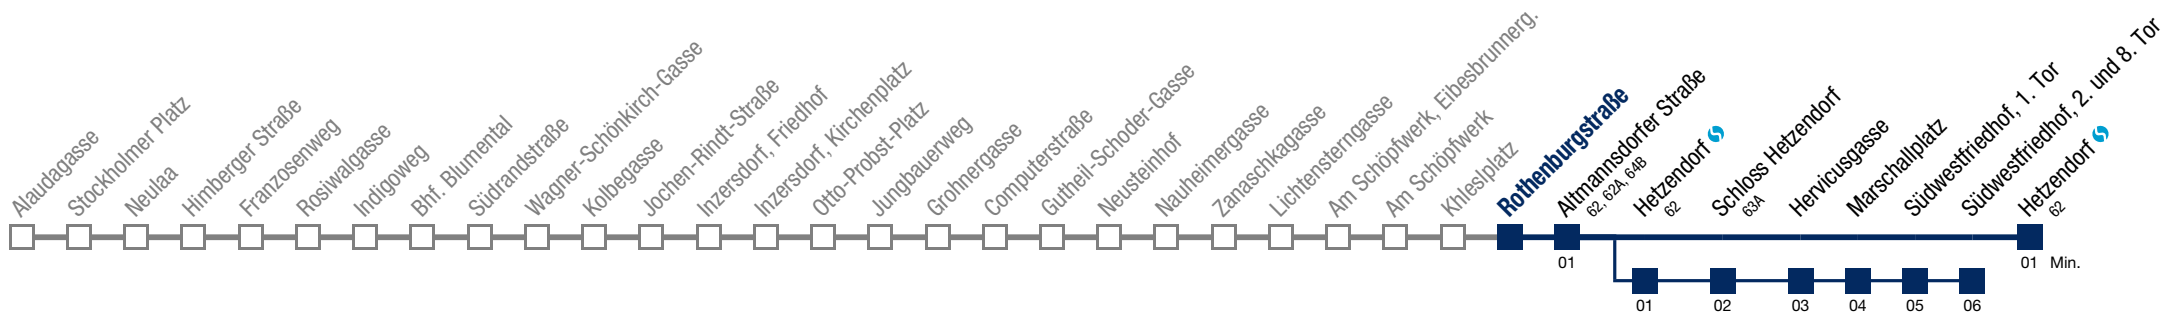 Alaudagasse
Stockholmer Platz
Neulaa
Himberger Straße
Franzosenweg
Rosiwalgasse
Indigoweg
Bhf. Blumental
Südrandstraße
Wagner-Schönkirch-Gasse
Kolbegasse
Jochen-Rindt-Straße
Inzersdorf, Friedhof
Inzersdorf, Kirchenplatz
Otto-Probst-Platz
Jungbauerweg
Grohnergasse
Computerstraße
Gutheil-Schoder-Gasse
Neusteinhof
Nauheimergasse
Zanaschkagasse
Lichtensterngasse
Am Schöpfwerk, Eibesbrunnerg.
Am Schöpfwerk
Khleslplatz
Rothenburgstraße
Altmannsdorfer Straße
62, 62A, 64B
Hetzendorf
62
Schloss Hetzendorf
63A
Hervicusgasse
Marschallplatz
Südwestfriedhof, 1. Tor
Südwestfriedhof, 2. und 8. Tor
Hetzendorf
62
01
01 Min.
01
02
03
04
05
06